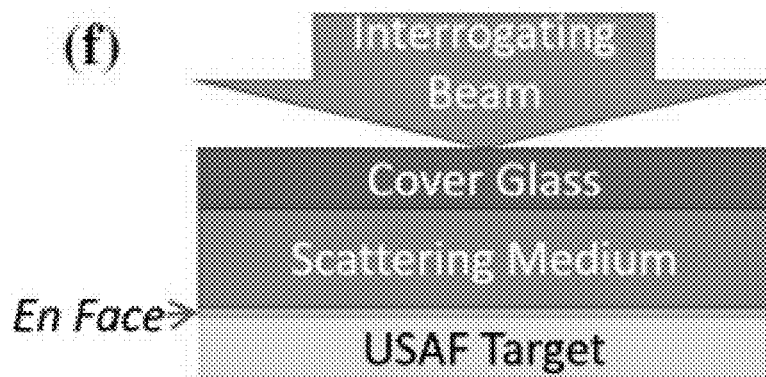 (f)
Interrogating
Beam
Cover Glass
Scattering Medium
En Face>
USAF Target